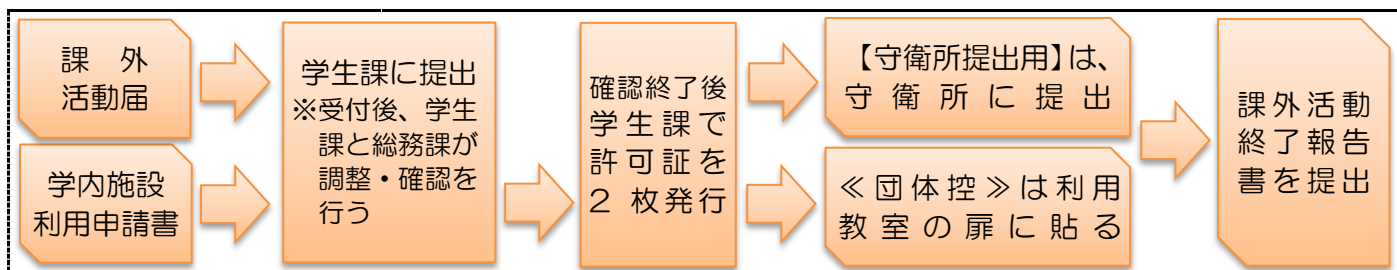 課　外
活動届
学内施設
利用申請書
学生課に提出
※受付後、学生
課と総務課が
調整・確認を
行う
確認終了後
学生課で
許可証を
２枚発行
【守衛所提出用】は、
守衛所に提出
≪団体控≫は利用
教室の扉に貼る
課外活動
終了報告
書を提出